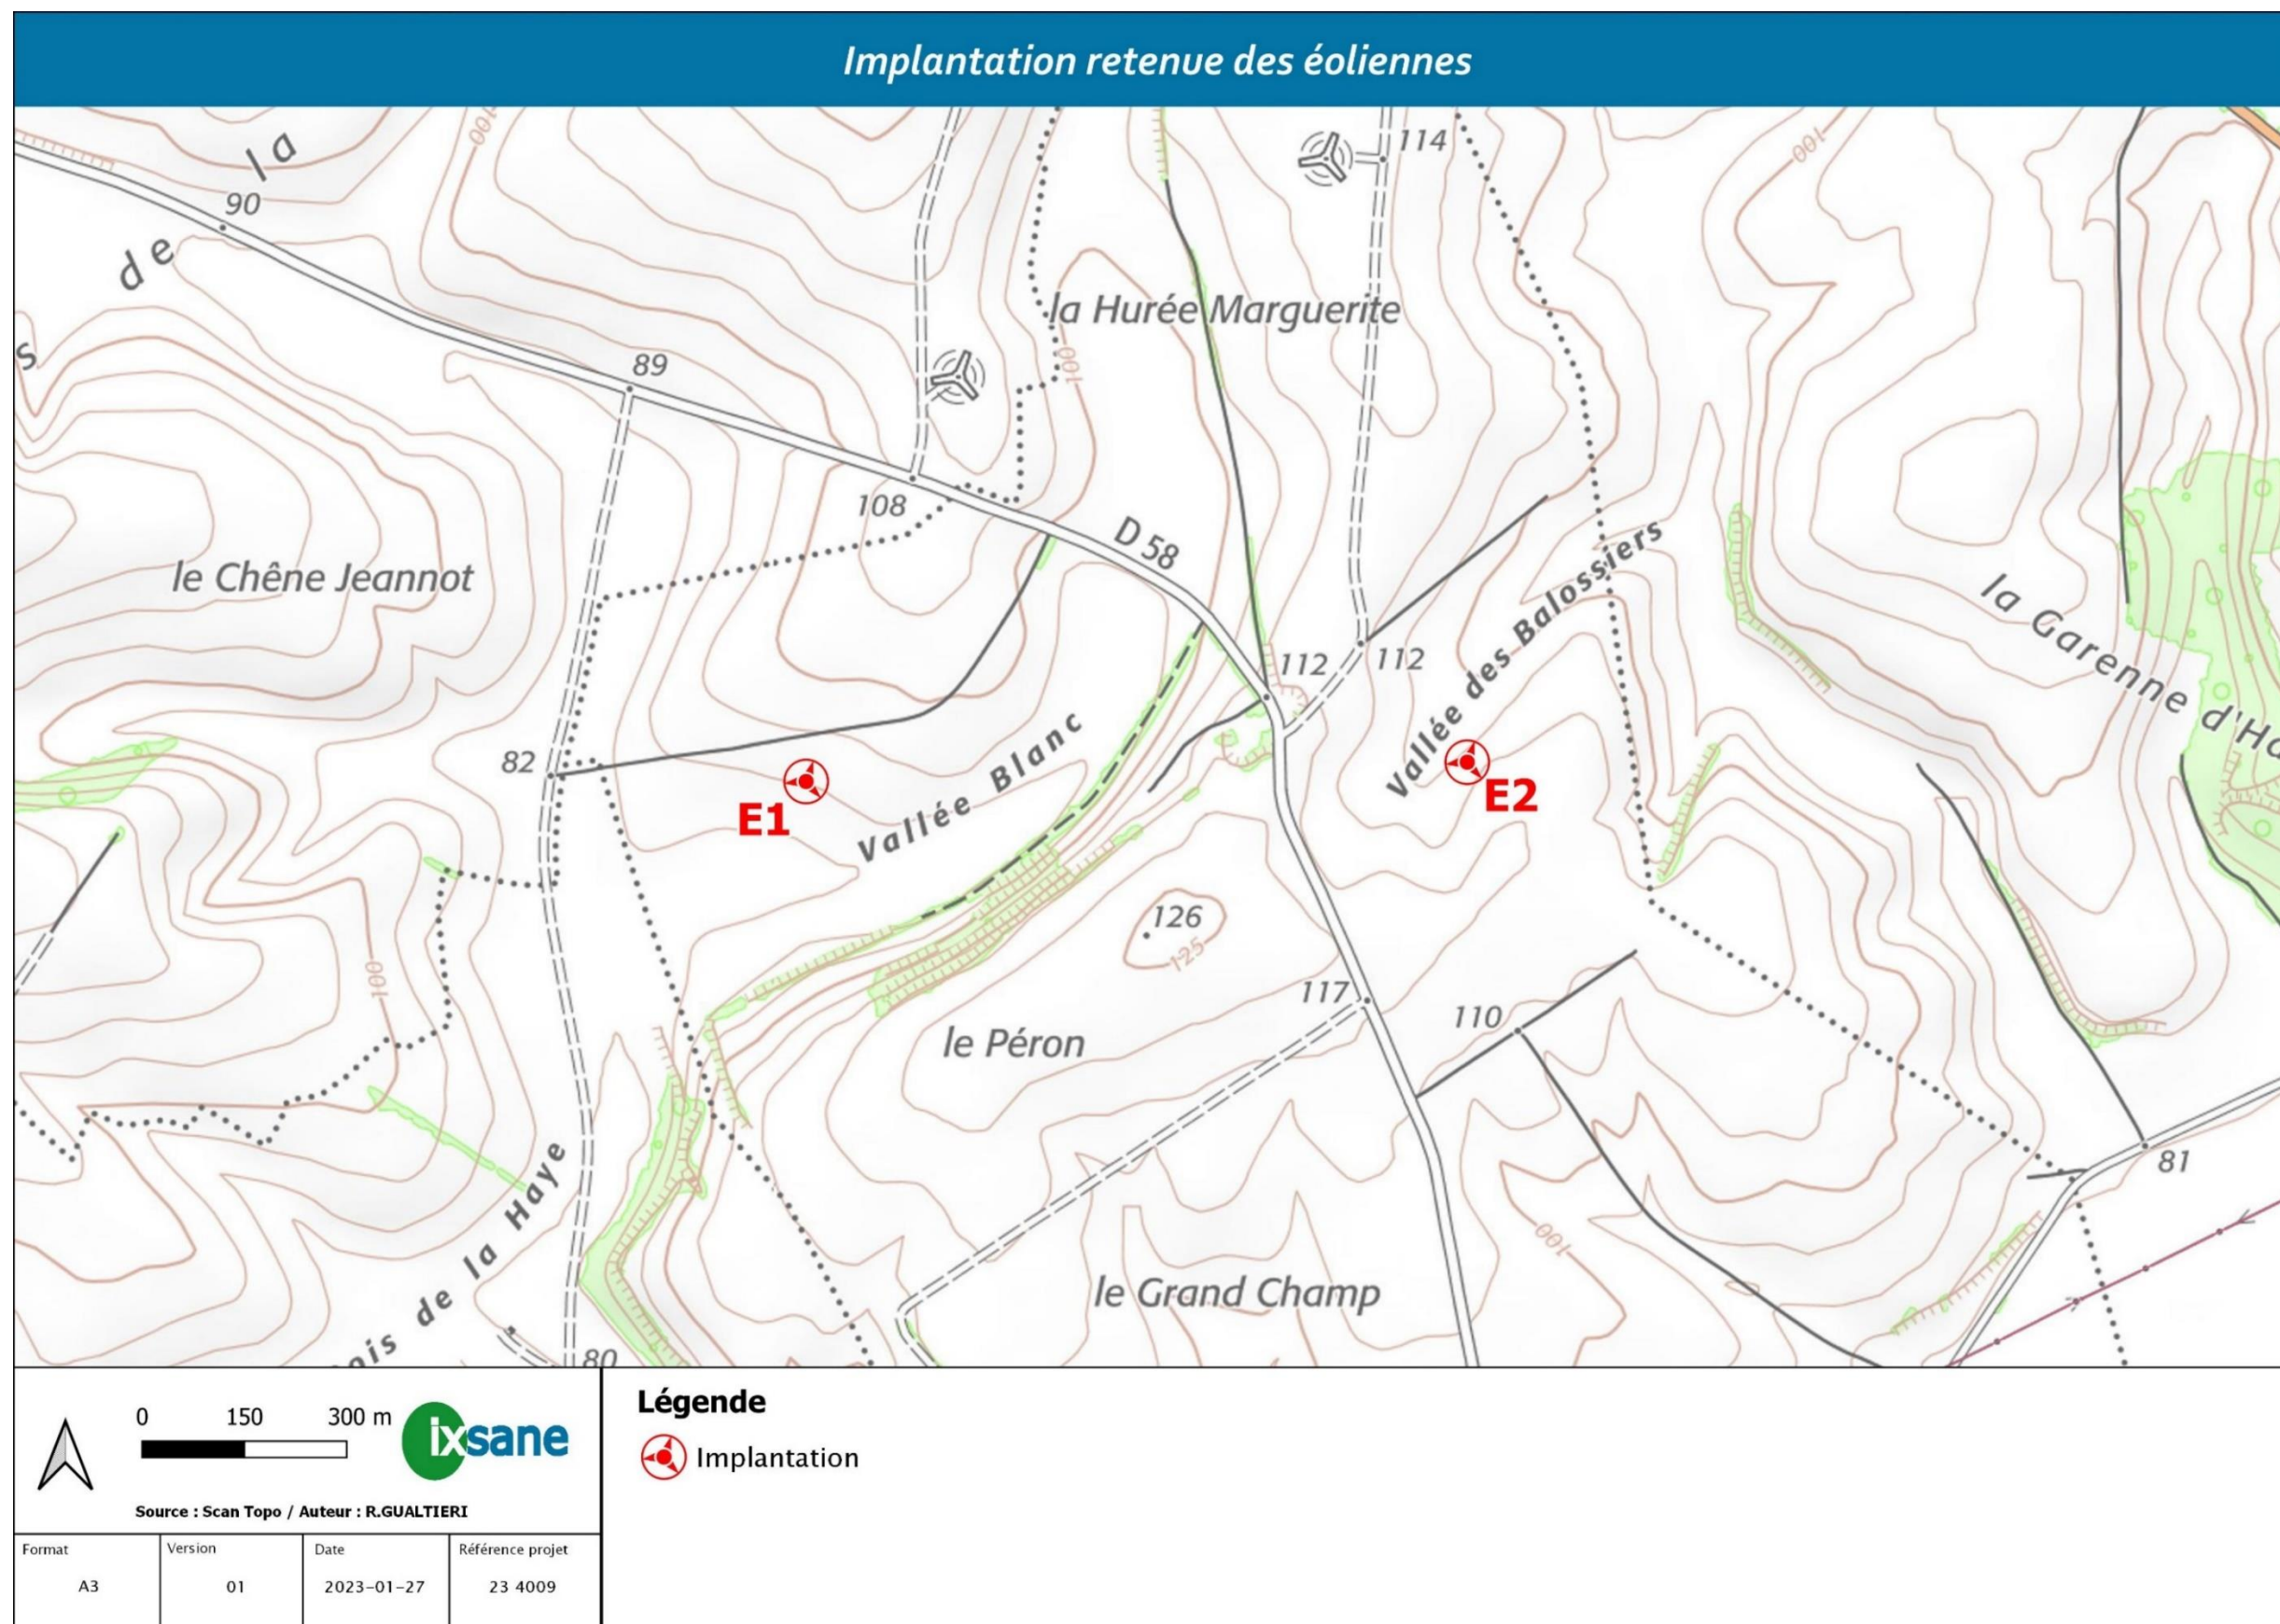 Implantation retenue des éoliennes
100
114
100
la
90
de
la Hurée Marguerite
s
89
100
108
D 58
le Chêne Jeannot
Vallée des Balossiers
la Garenne d'Ha
112
112
82
Vallée Blanc
E1
E2
126
125
100
117
110
le Péron
81
100
ois de la Haye
le Grand Champ
80
0 150 300 m
ixsane
Source : Scan Topo / Auteur : R.GUALTIERI
Format
A3
Version
01
Date
2023-01-27
Référence projet
23 4009
Légende
Implantation